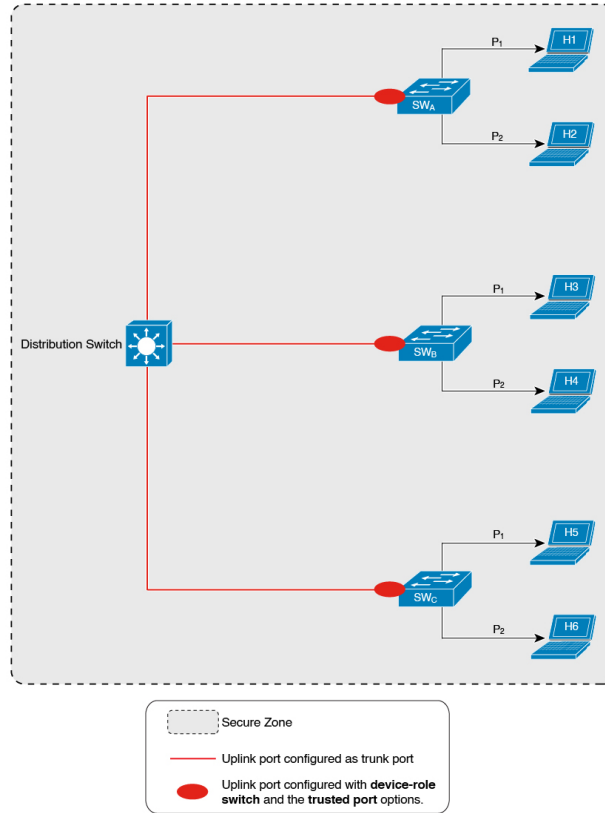 P1
H1
SWA
P2
H2
P1
H3
Distribution Switch
SWB
P2
H4
P1
H5
SWC
P2
H6
Secure Zone
Uplink port configured as trunk port
Uplink port configured with device-role
switch and the trusted port options.